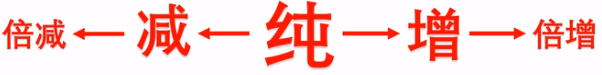 倍减 ← 减 ← 纯 → 增 → 倍增